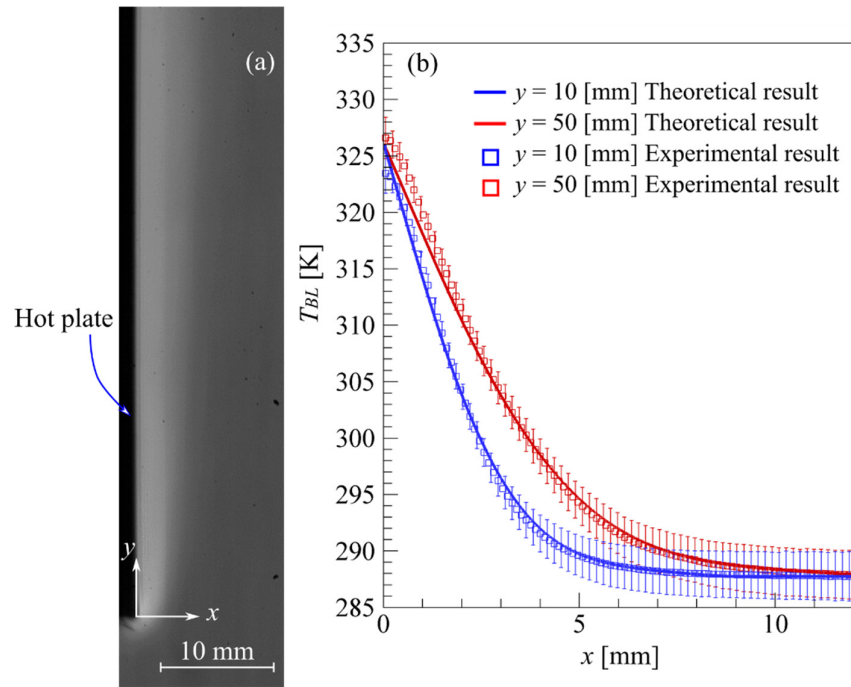 (a)
Hot plate
y
x
10 mm
(b)
y = 10 [mm] Theoretical result
y = 50 [mm] Theoretical result
y = 10 [mm] Experimental result
y = 50 [mm] Experimental result
335
330
325
320
315
310
305
300
295
290
285
T_BL [K]
0 5 10
x [mm]